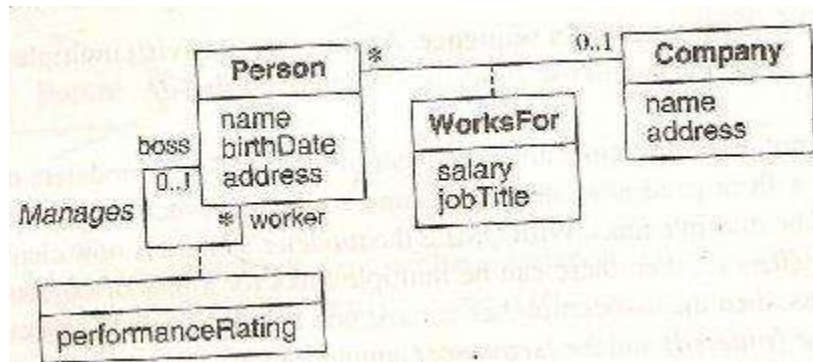 Person
name
birthDate
address
*
0..1
Company
name
address
WorksFor
salary
jobTitle
boss
0..1
Manages
* worker
performanceRating